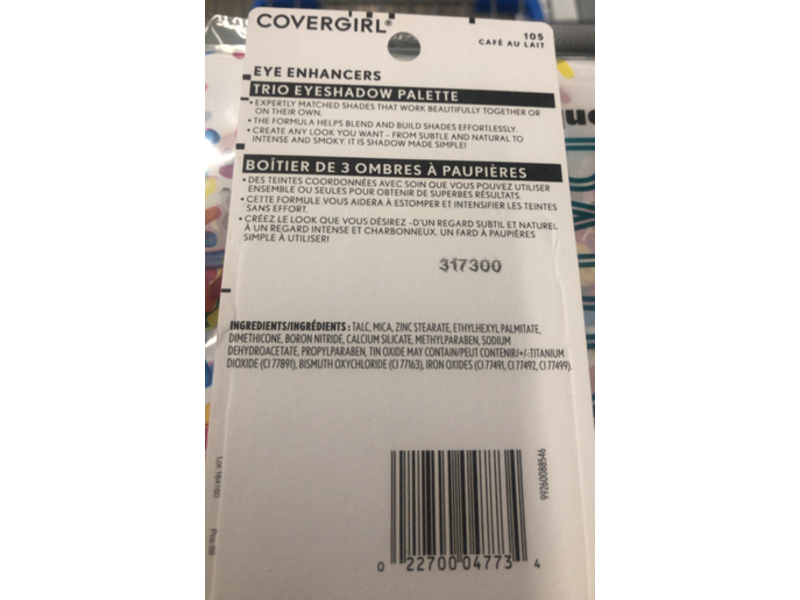 COVERGIRL®
105
CAFÉ AU LAIT
EYE ENHANCERS
TRIO EYESHADOW PALETTE
• EXPERTLY MATCHED SHADES THAT WORK BEAUTIFULLY TOGETHER OR
ON THEIR OWN.
• THE FORMULA HELPS BLEND AND BUILD SHADES EFFORTLESSLY.
• CREATE ANY LOOK YOU WANT - FROM SUBTLE AND NATURAL TO
INTENSE AND SMOKY. IT IS SHADOW MADE SIMPLE!
BOÎTIER DE 3 OMBRES À PAUPIÈRES
• DES TEINTES COORDONNÉES AVEC SOIN QUE VOUS POUVEZ UTILISER
ENSEMBLE OU SEULES POUR OBTENIR DE SUPERBES RÉSULTATS.
• CETTE FORMULE VOUS AIDERA À ESTOMPER ET INTENSIFIER LES TEINTES
SANS EFFORT.
• CRÉEZ LE LOOK QUE VOUS DÉSIREZ -D'UN REGARD SUBTIL ET NATUREL
À UN REGARD INTENSE ET CHARBONNEUX. UN FARD À PAUPIÈRES
SIMPLE À UTILISER!
317300
INGREDIENTS/INGRÉDIENTS : TALC, MICA, ZINC STEARATE, ETHYLHEXYL PALMITATE,
DIMETHICONE, BORON NITRIDE, CALCIUM SILICATE, METHYLPARABEN, SODIUM
DEHYDROACETATE, PROPYLPARABEN, TIN OXIDE MAY CONTAIN/PEUT CONTENIR/+/-TITANIUM
DIOXIDE (CI 77891), BISMUTH OXYCHLORIDE (CI 77163), IRON OXIDES (CI 77491, CI 77492, CI 77499).
99260088546
0 22700 04773 4